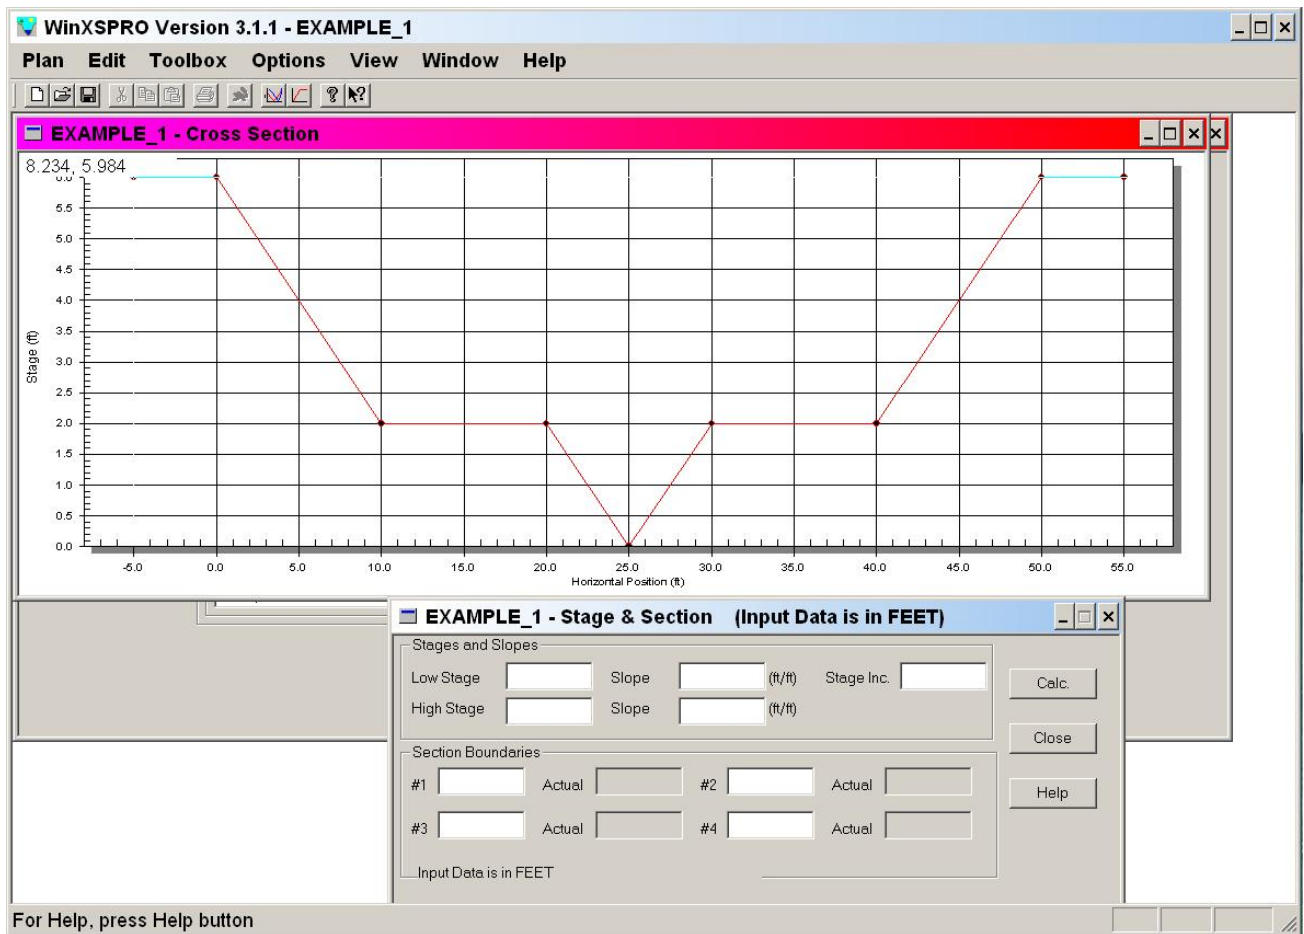 WinXSPRO Version 3.1.1 - EXAMPLE_1
Plan Edit Toolbox Options View Window Help
EXAMPLE_1 - Cross Section
8.234, 5.984
6.0
5.5
5.0
4.5
4.0
3.5
3.0
2.5
2.0
1.5
1.0
0.5
0.0
Stage (ft)
-5.0 0.0 5.0 10.0 15.0 20.0 25.0 30.0 35.0 40.0 45.0 50.0 55.0
Horizontal Position (ft)
EXAMPLE_1 - Stage & Section (Input Data is in FEET)
Stages and Slopes
Low Stage Slope (ft/ft) Stage Inc. Calc.
High Stage Slope (ft/ft)
Close
Section Boundaries
#1 Actual #2 Actual Help
#3 Actual #4 Actual
Input Data is in FEET
For Help, press Help button